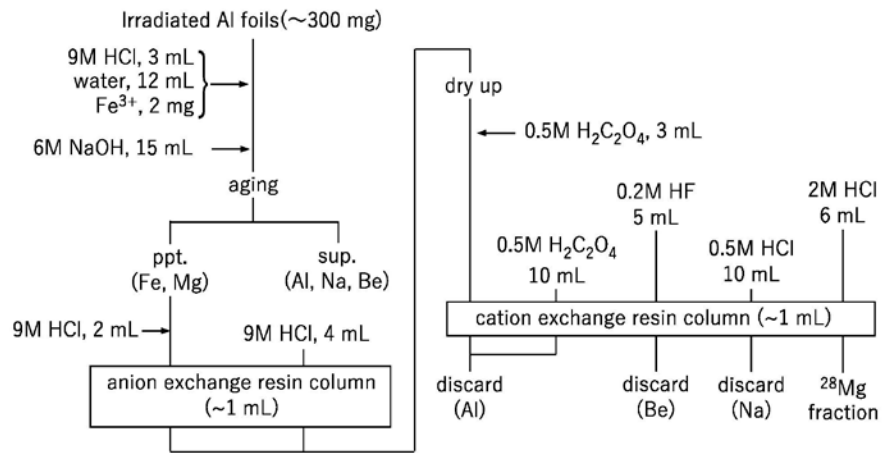 Irradiated Al foils(~300 mg)
9M HCl, 3 mL
water, 12 mL
Fe³⁺, 2 mg
6M NaOH, 15 mL
aging
ppt.
(Fe, Mg)
sup.
(Al, Na, Be)
9M HCl, 2 mL
9M HCl, 4 mL
anion exchange resin column
(~1 mL)
dry up
0.5M H₂C₂O₄, 3 mL
0.5M H₂C₂O₄
10 mL
0.2M HF
5 mL
0.5M HCl
10 mL
2M HCl
6 mL
cation exchange resin column (~1 mL)
discard
(Al)
discard
(Be)
discard
(Na)
²⁸Mg
fraction